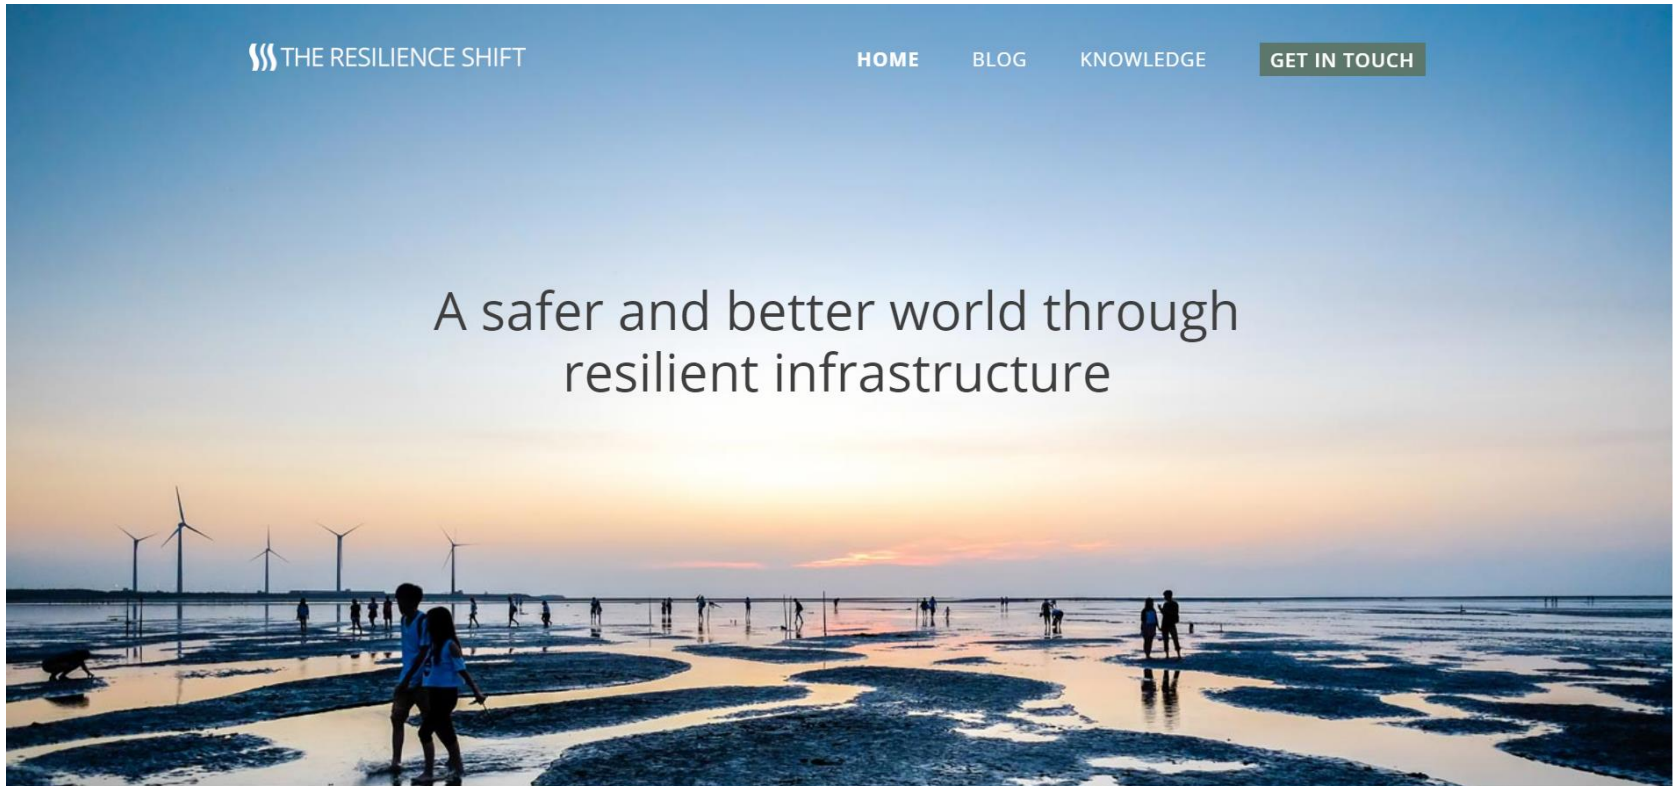 THE RESILIENCE SHIFT
HOME BLOG KNOWLEDGE GET IN TOUCH
A safer and better world through
resilient infrastructure